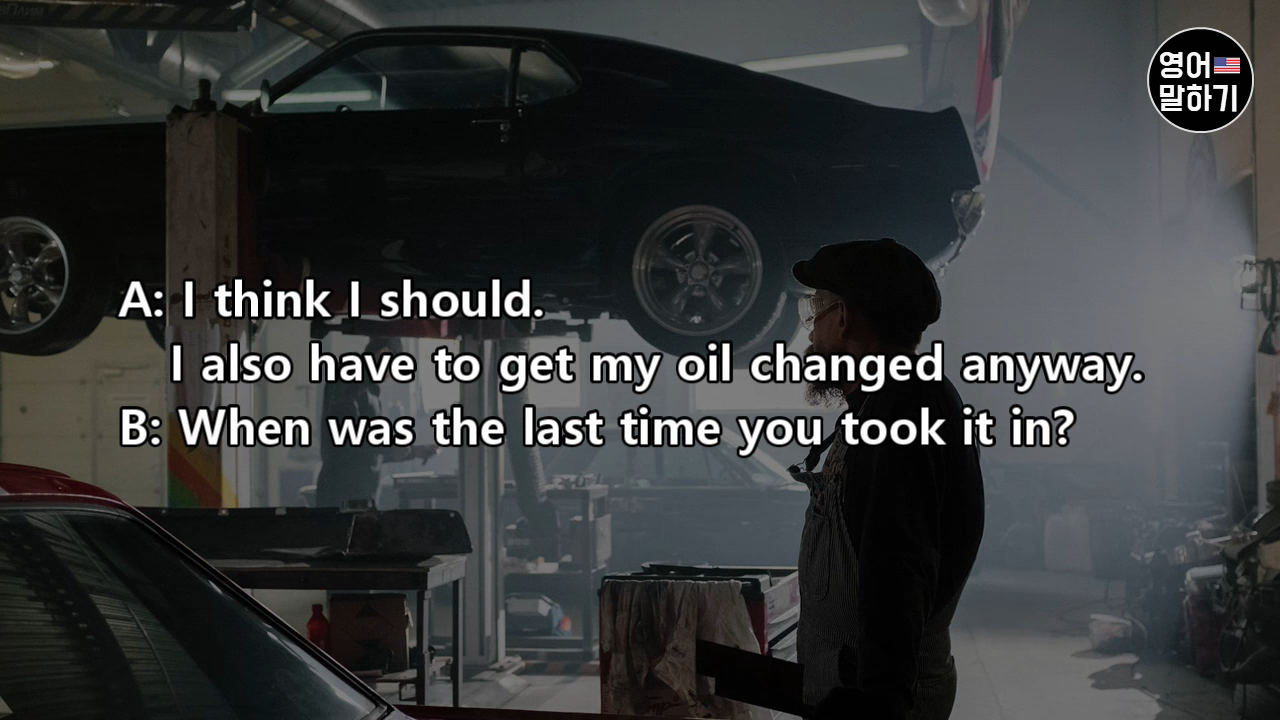 영어
말하기
A: I think I should.
I also have to get my oil changed anyway.
B: When was the last time you took it in?